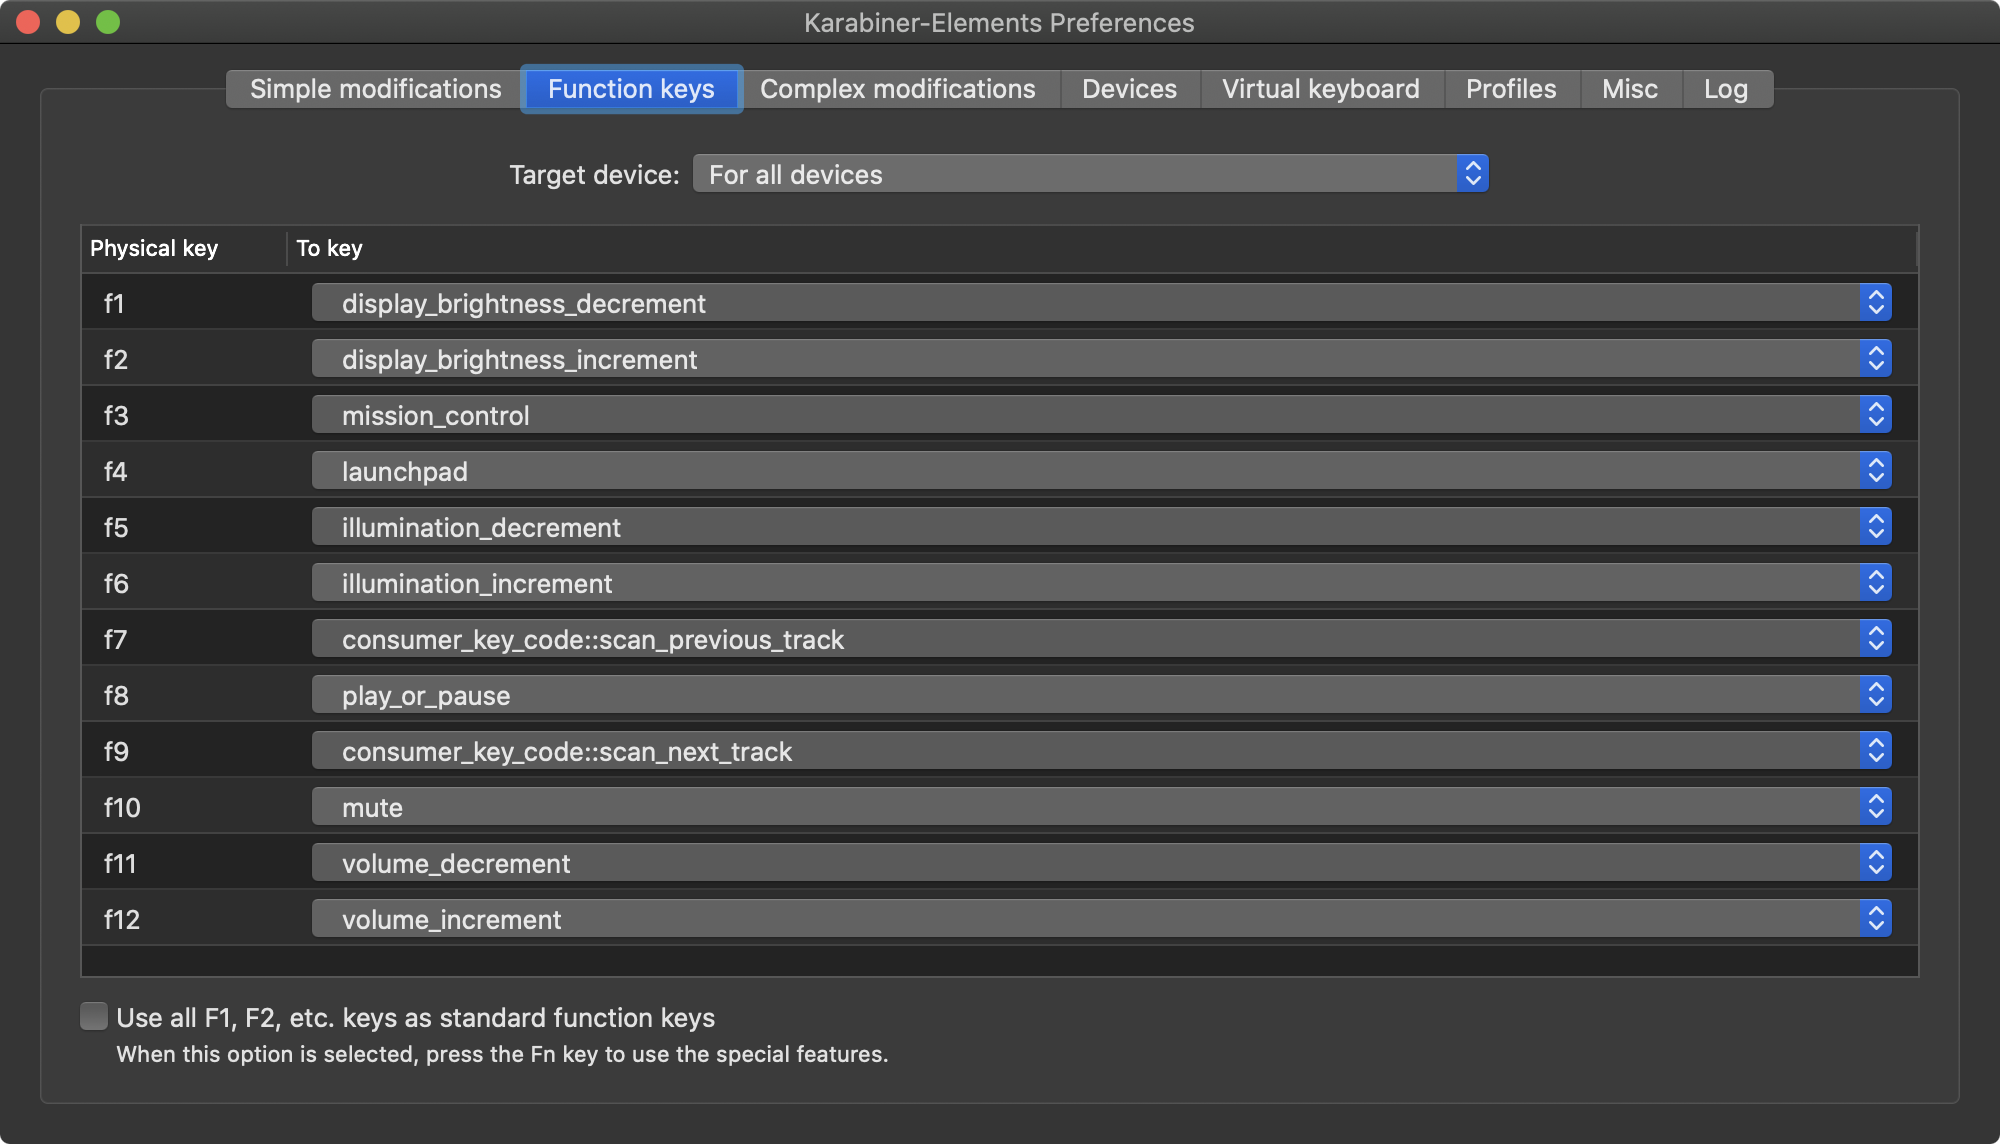 Karabiner-Elements Preferences
Simple modifications Function keys Complex modifications Devices Virtual keyboard Profiles Misc Log
Target device: For all devices
Physical key To key
f1 display_brightness_decrement
f2 display_brightness_increment
f3 mission_control
f4 launchpad
f5 illumination_decrement
f6 illumination_increment
f7 consumer_key_code::scan_previous_track
f8 play_or_pause
f9 consumer_key_code::scan_next_track
f10 mute
f11 volume_decrement
f12 volume_increment
Use all F1, F2, etc. keys as standard function keys
When this option is selected, press the Fn key to use the special features.